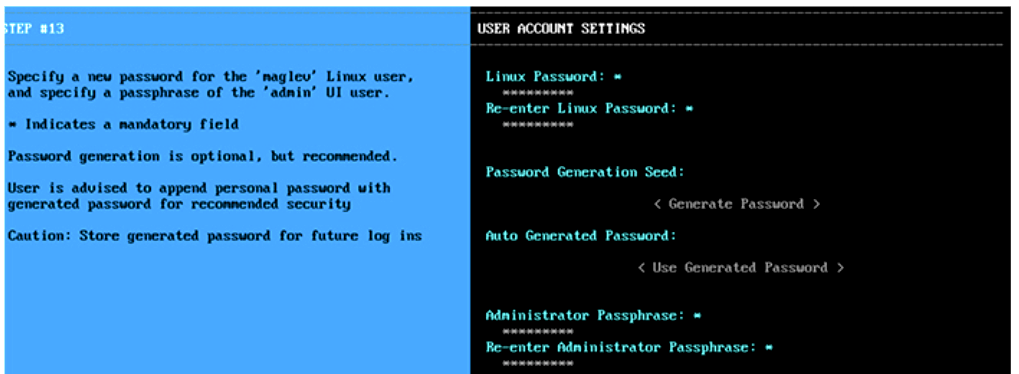 STEP #13
Specify a new password for the 'maglev' Linux user,
and specify a passphrase of the 'admin' UI user.
* Indicates a mandatory field
Password generation is optional, but recommended.
User is advised to append personal password with
generated password for recommended security
Caution: Store generated password for future log ins
USER ACCOUNT SETTINGS
Linux Password: *
*********
Re-enter Linux Password: *
*********
Password Generation Seed:
< Generate Password >
Auto Generated Password:
< Use Generated Password >
Administrator Passphrase: *
*********
Re-enter Administrator Passphrase: *
*********